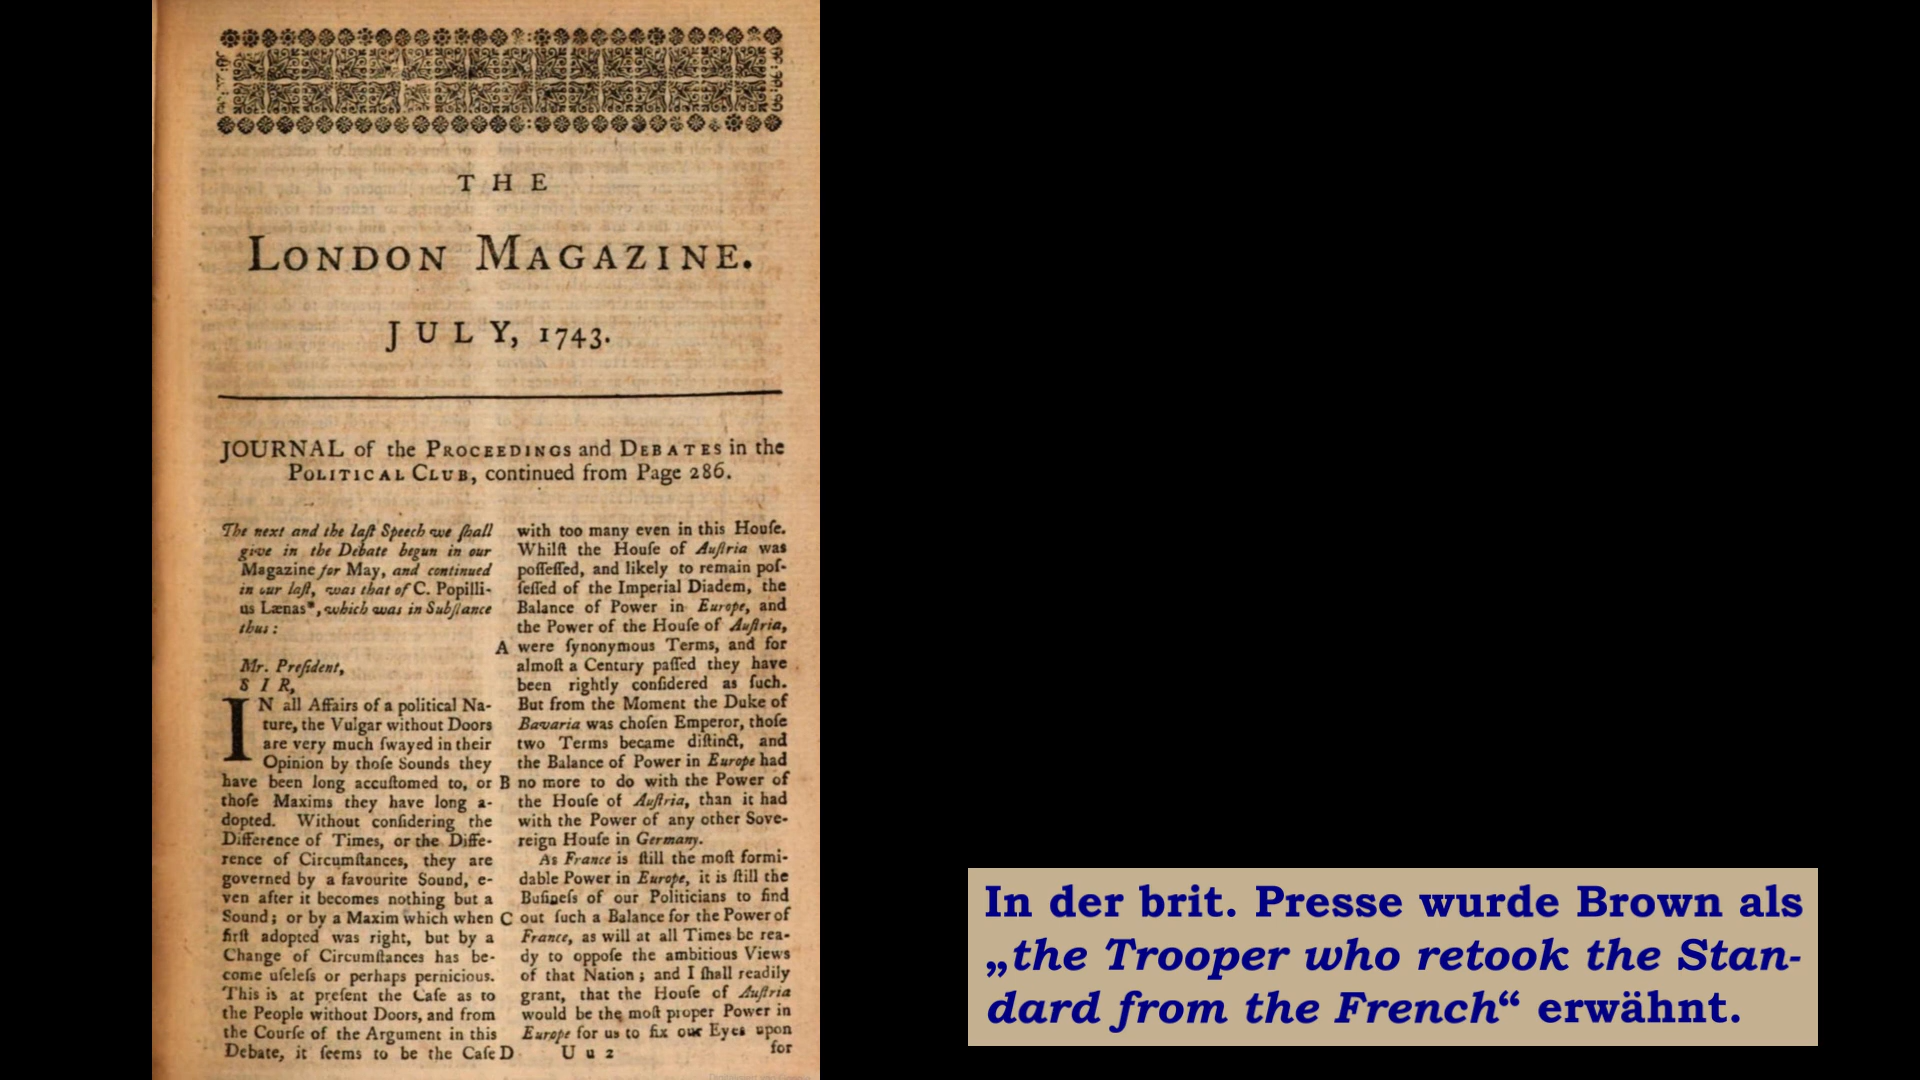 THE
LONDON MAGAZINE.
JULY, 1743.
JOURNAL of the PROCEEDINGS and DEBATES in the
POLITICAL CLUB, continued from Page 286.
The next and the laſt Speech we ſhall
give in the Debate begun in our
Magazine for May, and continued
in our laſt, was that of C. Popilli-
us Lænas*, which was in Subſtance
thus:
Mr. Preſident,
SIR,
IN all Affairs of a political Na-
ture, the Vulgar without Doors
are very much ſwayed in their
Opinion by thoſe Sounds they
have been long accuſtomed to, or
thoſe Maxims they have long a-
dopted. Without conſidering the
Difference of Times, or the Diffe-
rence of Circumſtances, they are
governed by a favourite Sound, e-
ven after it becomes nothing but a
Sound; or by a Maxim which when
firſt adopted was right, but by a
Change of Circumſtances has be-
come uſeleſs or perhaps pernicious.
This is at preſent the Caſe as to
the People without Doors, and from
the Courſe of the Argument in this
Debate, it ſeems to be the Caſe
with too many even in this Houſe.
Whilſt the Houſe of Auſtria was
poſſeſſed, and likely to remain poſ-
ſeſſed of the Imperial Diadem, the
Balance of Power in Europe, and
the Power of the Houſe of Auſtria,
A were ſynonymous Terms, and for
almoſt a Century paſſed they have
been rightly conſidered as ſuch.
But from the Moment the Duke of
Bavaria was choſen Emperor, thoſe
two Terms became diſtinct, and
the Balance of Power in Europe had
B no more to do with the Power of
the Houſe of Auſtria, than it had
with the Power of any other Sove-
reign Houſe in Germany.
As France is ſtill the moſt formi-
dable Power in Europe, it is ſtill the
Buſineſs of our Politicians to find
C out ſuch a Balance for the Power of
France, as will at all Times be rea-
dy to oppoſe the ambitious Views
of that Nation; and I ſhall readily
grant, that the Houſe of Auſtria
would be the moſt proper Power in
Europe for us to fix our Eyes upon
D U u 2 for
In der brit. Presse wurde Brown als
„the Trooper who retook the Stan-
dard from the French“ erwähnt.